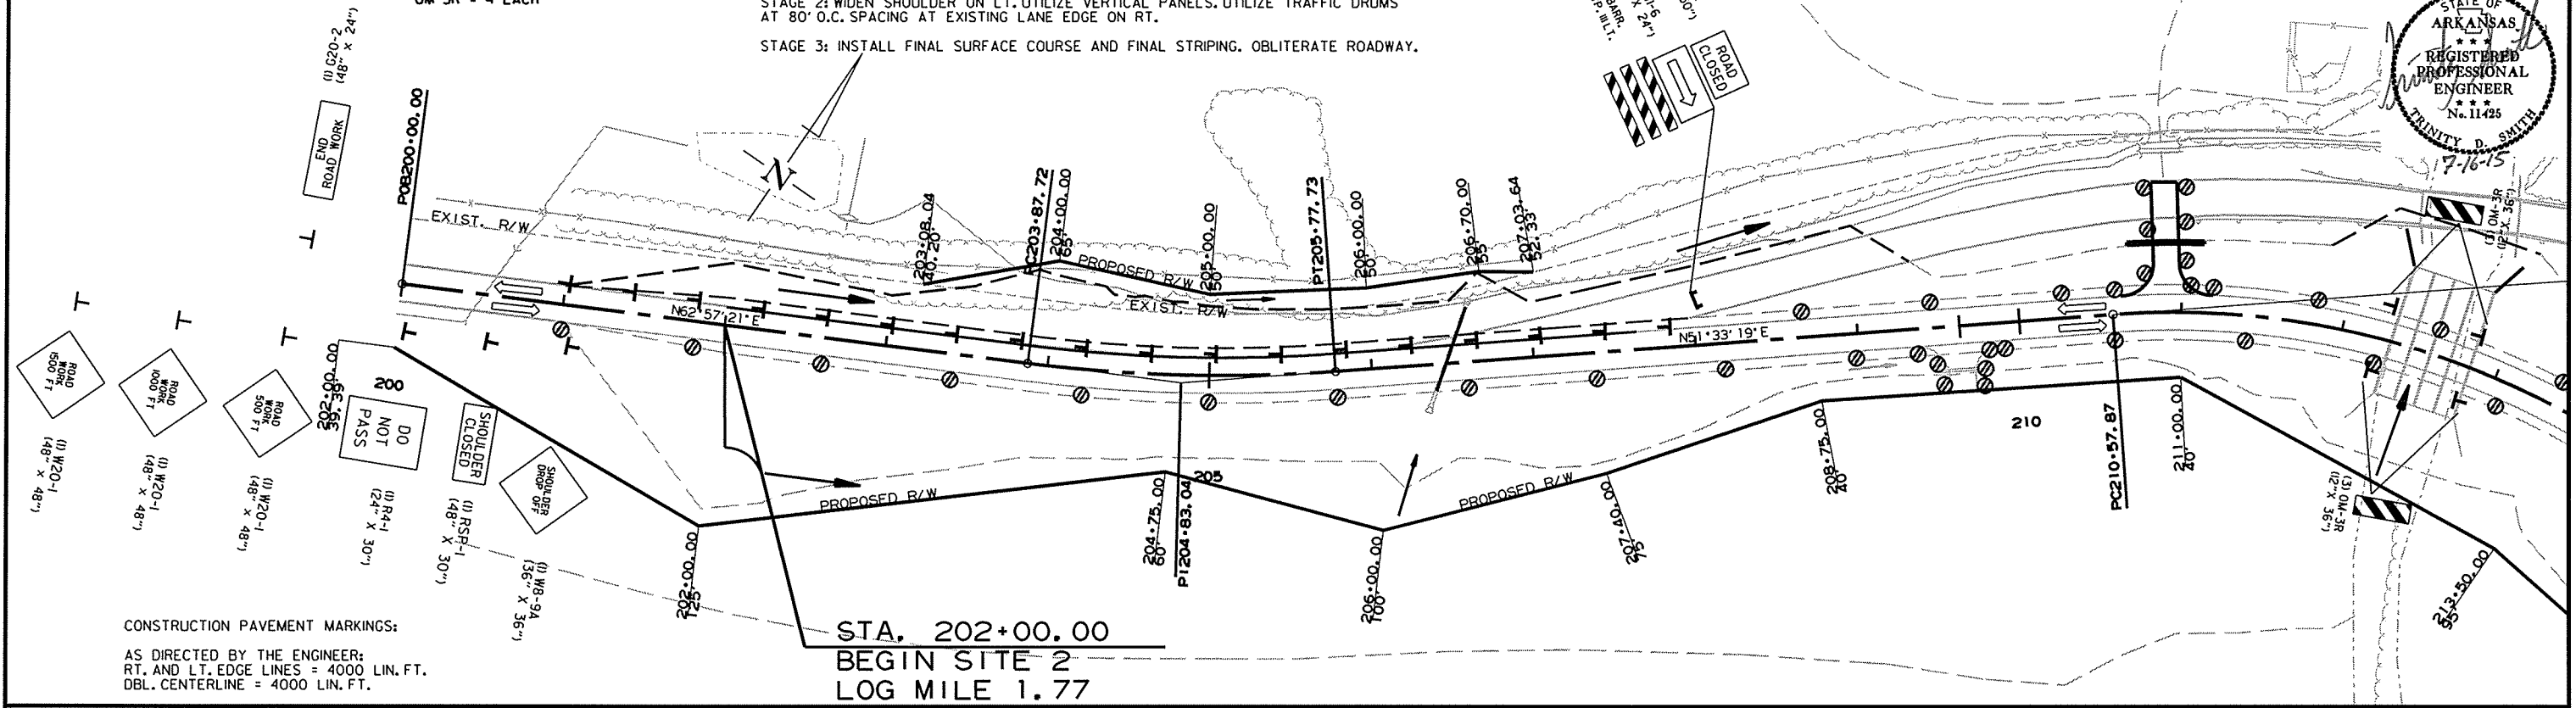 STAGE 2: WIDEN SHOULDER ON LT. UTILIZE VERTICAL PANELS. UTILIZE TRAFFIC DRUMS
AT 80' O.C. SPACING AT EXISTING LANE EDGE ON RT.
STAGE 3: INSTALL FINAL SURFACE COURSE AND FINAL STRIPING. OBLITERATE ROADWAY.
(1) G20-2
(48" X 24")
END
ROAD WORK
ROAD
CLOSED
STATE OF
ARKANSAS
REGISTERED
PROFESSIONAL
ENGINEER
No. 11425
TRINITY D. SMITH
7-16-15
POB200+00.00
EXIST. R/W
N
203+08.04
40.20'
PC203+87.72
204+00.00
65'
PROPOSED R/W
205+00.00
50'
EXIST. R/W
PT205+77.73
206+00.00
50'
206+70.00
55'
207+03.64
52.33'
N62°57'21"E
N51°33'19"E
(3) OM-3R
(12" X 36")
ROAD
WORK
1500 FT
(1) W20-1
(48" X 48")
ROAD
WORK
1000 FT
(1) W20-1
(48" X 48")
ROAD
WORK
500 FT
(1) W20-1
(48" X 48")
202+00.00
39.39'
200
DO
NOT
PASS
(1) R4-1
(24" X 30")
SHOULDER
CLOSED
(1) RSP-1
(48" X 30")
SHOULDER
DROP OFF
(1) W8-9A
(36" X 36")
202+00.00
125'
PROPOSED R/W
204+75.00
60'
PI204+83.04
205
206+00.00
100'
PROPOSED R/W
207+40.00
75'
208+75.00
40'
210
PC210+57.87
211+00.00
40'
(3) OM-3R
(12" X 36")
213+50.00
95'
CONSTRUCTION PAVEMENT MARKINGS:
AS DIRECTED BY THE ENGINEER:
RT. AND LT. EDGE LINES = 4000 LIN. FT.
DBL. CENTERLINE = 4000 LIN. FT.
STA. 202+00.00
BEGIN SITE 2
LOG MILE 1.77